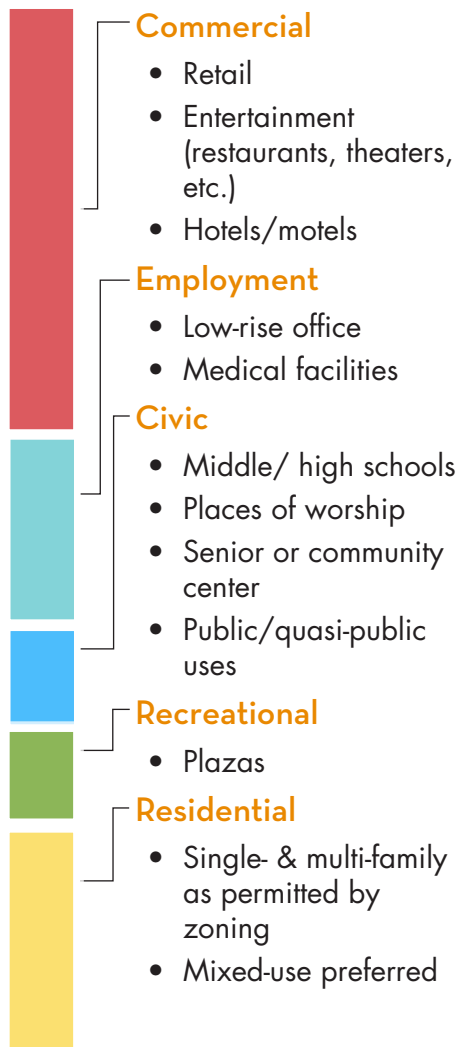 Commercial
• Retail
• Entertainment
(restaurants, theaters,
etc.)
• Hotels/motels
Employment
• Low-rise office
• Medical facilities
Civic
• Middle/ high schools
• Places of worship
• Senior or community
center
• Public/quasi-public
uses
Recreational
• Plazas
Residential
• Single- & multi-family
as permitted by
zoning
• Mixed-use preferred